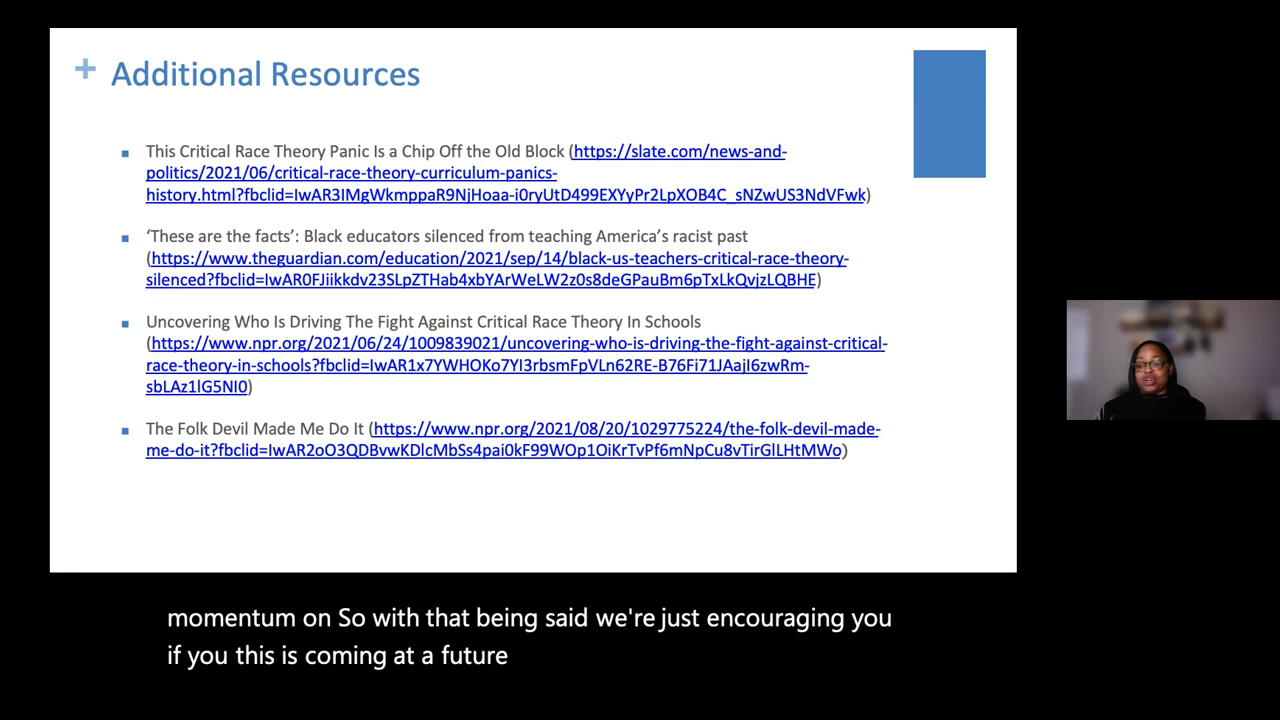 + Additional Resources
▪ This Critical Race Theory Panic Is a Chip Off the Old Block (https://slate.com/news-and-
politics/2021/06/critical-race-theory-curriculum-panics-
history.html?fbclid=IwAR3IMgWkmppaR9NjHoaa-i0ryUtD499EXYyPr2LpXOB4C_sNZwUS3NdVFwk)
▪ ‘These are the facts’: Black educators silenced from teaching America’s racist past
(https://www.theguardian.com/education/2021/sep/14/black-us-teachers-critical-race-theory-
silenced?fbclid=IwAR0FJiikkdv23SLpZTHab4xbYArWeLW2z0s8deGPauBm6pTxLkQvjzLQBHE)
▪ Uncovering Who Is Driving The Fight Against Critical Race Theory In Schools
(https://www.npr.org/2021/06/24/1009839021/uncovering-who-is-driving-the-fight-against-critical-
race-theory-in-schools?fbclid=IwAR1x7YWHOKo7YI3rbsmFpVLn62RE-B76Fi71JAajI6zwRm-
sbLAz1lG5NI0)
▪ The Folk Devil Made Me Do It (https://www.npr.org/2021/08/20/1029775224/the-folk-devil-made-
me-do-it?fbclid=IwAR2oO3QDBvwKDlcMbSs4pai0kF99WOp1OiKrTvPf6mNpCu8vTirGlLHtMWo)
momentum on So with that being said we're just encouraging you
if you this is coming at a future